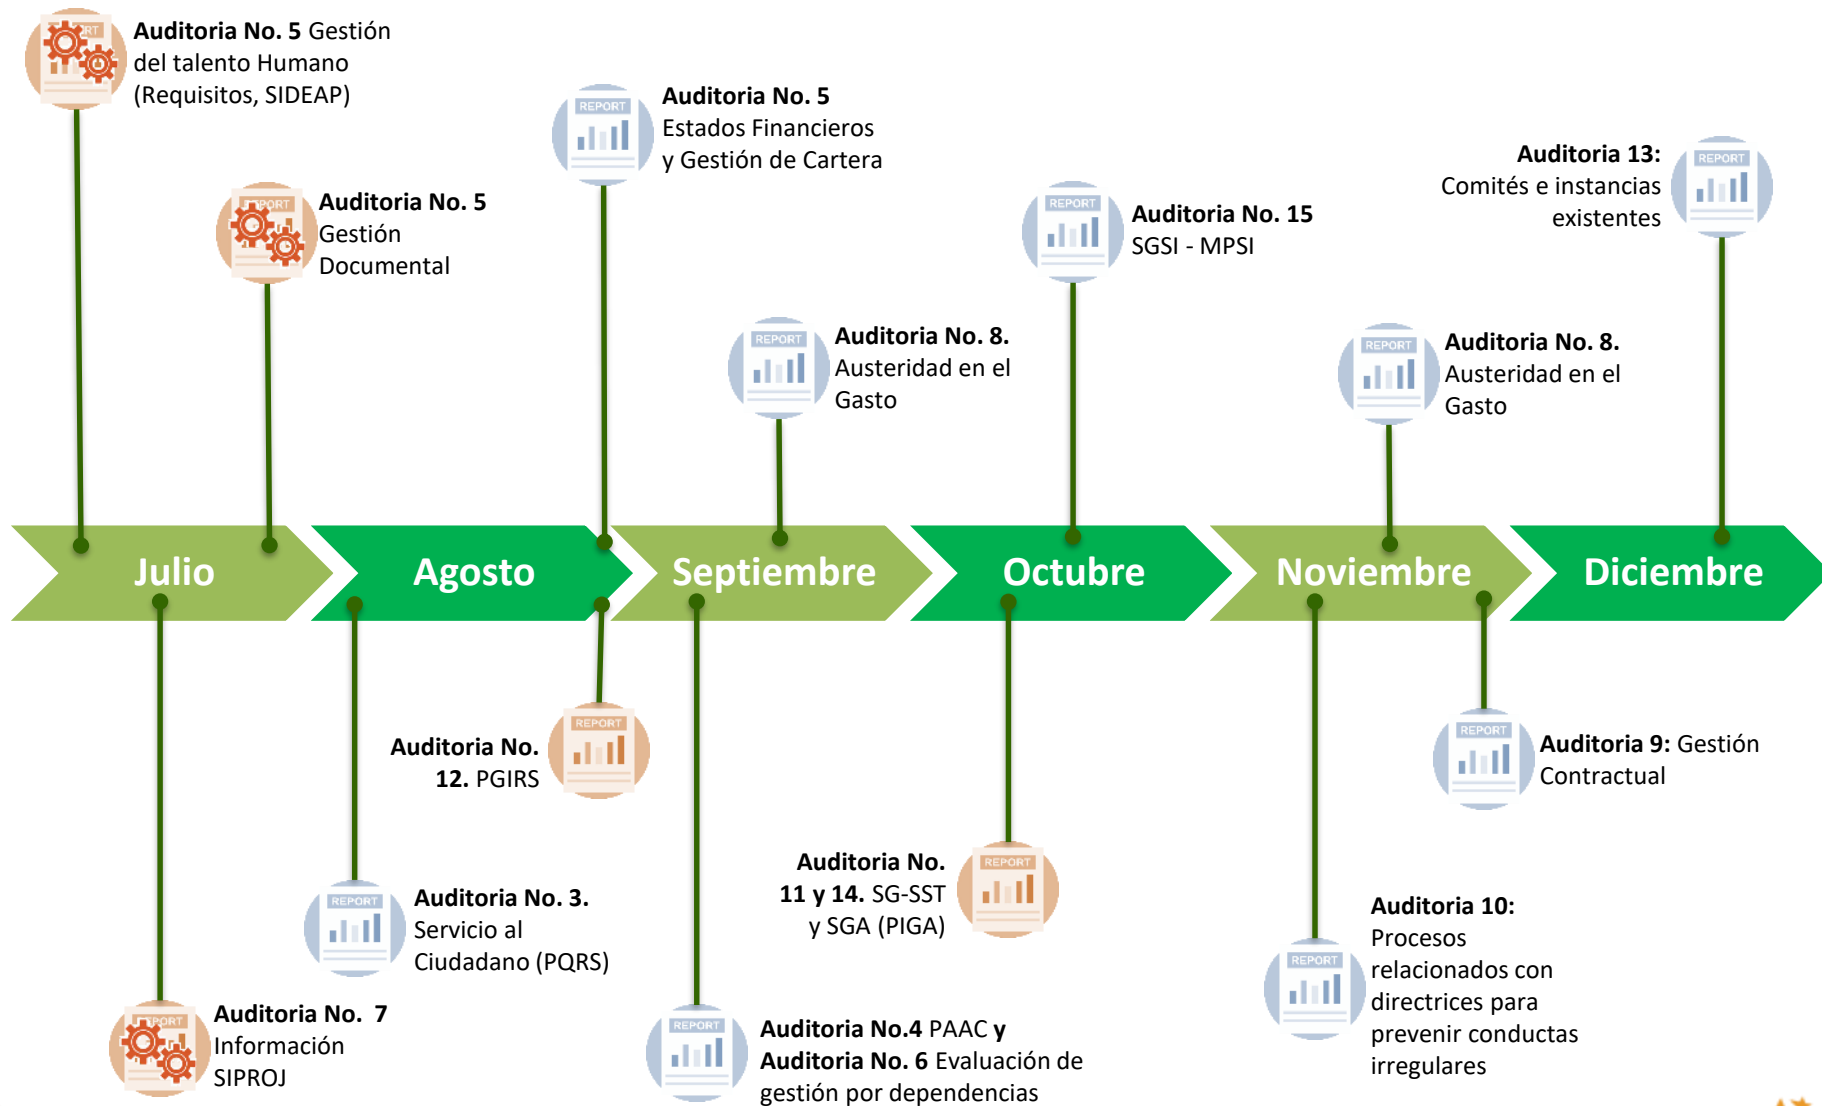 Auditoria No. 5 Gestión
del talento Humano
(Requisitos, SIDEAP)
REPORT
Auditoria No. 5
Gestión
Documental
REPORT
Auditoria No. 5
Estados Financieros
y Gestión de Cartera
REPORT
Auditoria No. 8.
Austeridad en el
Gasto
REPORT
Auditoria No. 15
SGSI - MPSI
REPORT
Auditoria No. 8.
Austeridad en el
Gasto
Auditoria 13:
Comités e instancias
existentes
REPORT
Julio
Agosto
Septiembre
Octubre
Noviembre
Diciembre
Auditoria No. 7
Información
SIPROJ
REPORT
Auditoria No. 3.
Servicio al
Ciudadano (PQRS)
Auditoria No.
12. PGIRS
REPORT
REPORT
Auditoria No.4 PAAC y
Auditoria No. 6 Evaluación de
gestión por dependencias
Auditoria No.
11 y 14. SG-SST
y SGA (PIGA)
REPORT
REPORT
Auditoria 10:
Procesos
relacionados con
directrices para
prevenir conductas
irregulares
REPORT
Auditoria 9: Gestión
Contractual